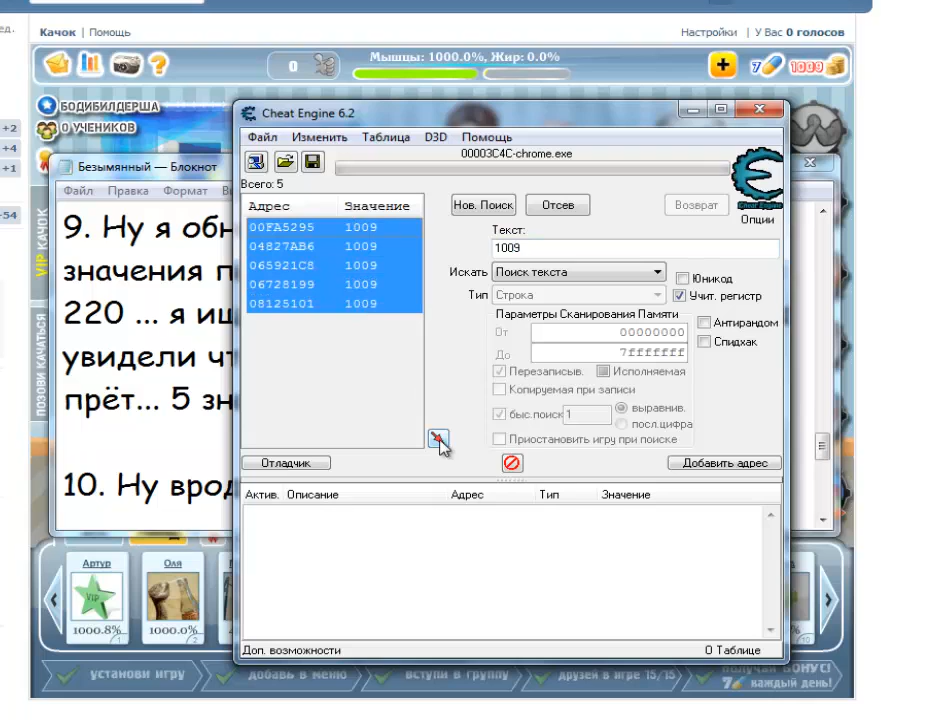 ед.
Качок | Помощь
Настройки | У Вас 0 голосов
0
Мышцы: 1000.0%, Жир: 0.0%
7
1009
БОДИБИЛДЕРША
0 УЧЕНИКОВ
+2
+4
+1
-54
VIP КАЧОК
ПОЗОВИ КАЧАТЬСЯ
Безымянный — Блокнот
Файл Правка Формат
9. Ну я обн
значения п
220 ... я ищ
увидели чт
прёт... 5 зн
10. Ну врод
Cheat Engine 6.2
Файл Изменить Таблица D3D Помощь
00003C4C-chrome.exe
Всего: 5
Адрес Значение
00FA5295 1009
04827AB6 1009
065921C8 1009
06728199 1009
08125101 1009
Нов. Поиск Отсев Возврат
Cheat Engine
Опции
Текст:
1009
Искать Поиск текста Юникод
Тип Строка Учит. регистр
Параметры Сканирования Памяти
От 00000000 Антирандом
До 7fffffff Спидхак
Перезаписыв. Исполняемая
Копируемая при записи
быс.поиск 1 выравнив.
посл.цифра
Приостановить игру при поиске
Отладчик Добавить адрес
Актив. Описание Адрес Тип Значение
Доп. возможности 0 Таблице
Артур
VIP
1000.8%
1
Оля
1000.0%
2
установи игру
добавь в меню
вступи в группу
друзей в игре 15/15
получай БОНУС!
7 каждый день!